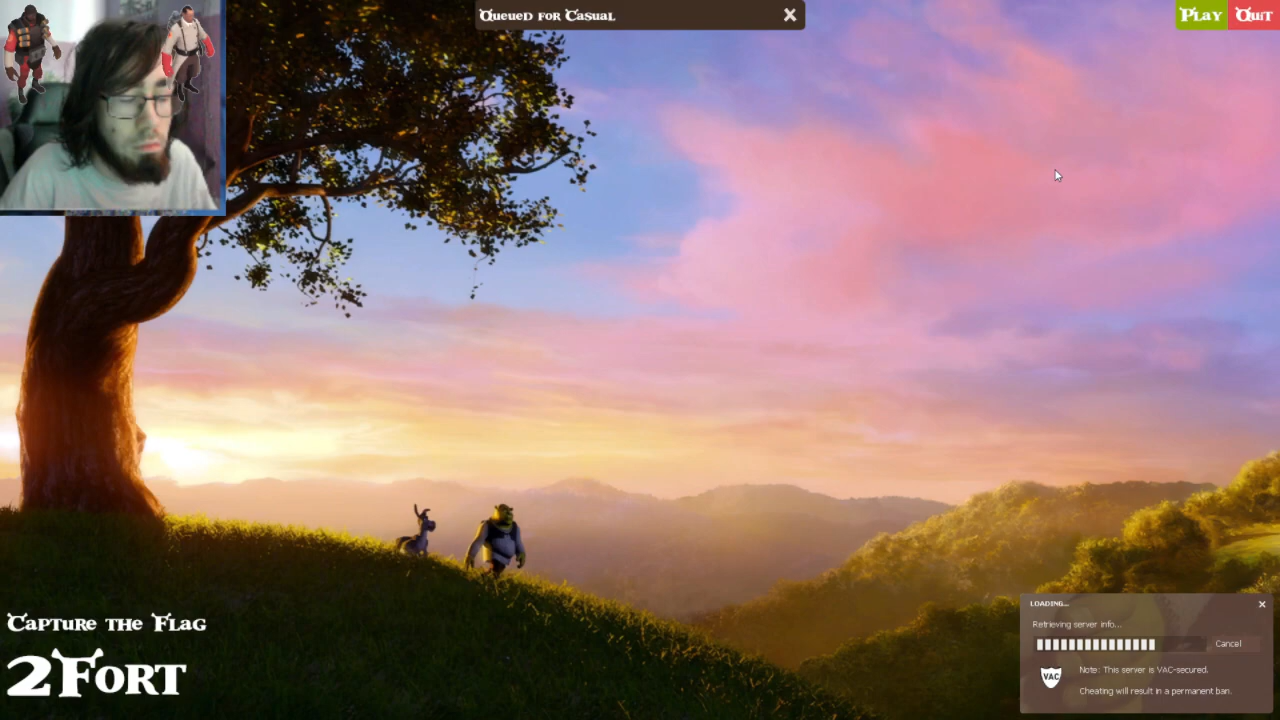 Queued for Casual
Play
Quit
Capture the Flag
2Fort
LOADING...
Retrieving server info...
Cancel
VAC
Note: This server is VAC-secured.
Cheating will result in a permanent ban.